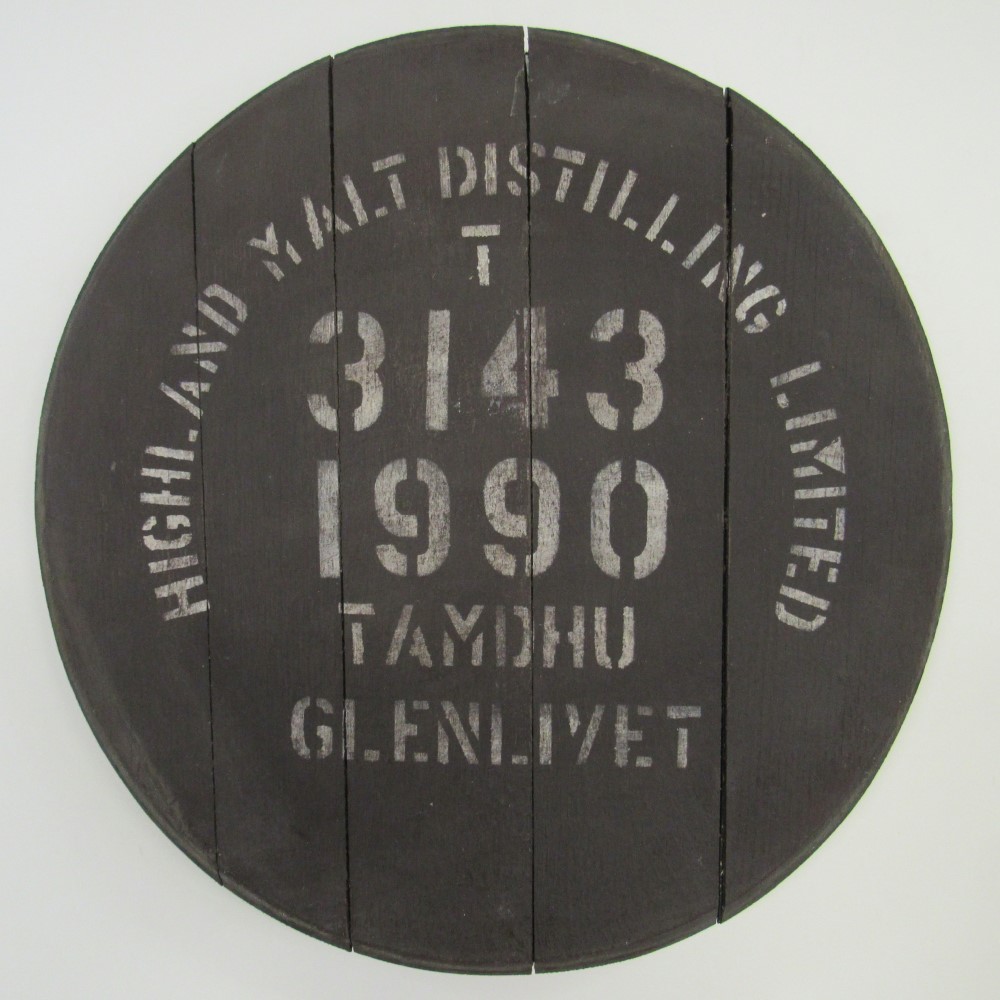 HIGHLAND MALT DISTILLING LIMITED
T
3143
1990
TAMDHU
GLENLIVET